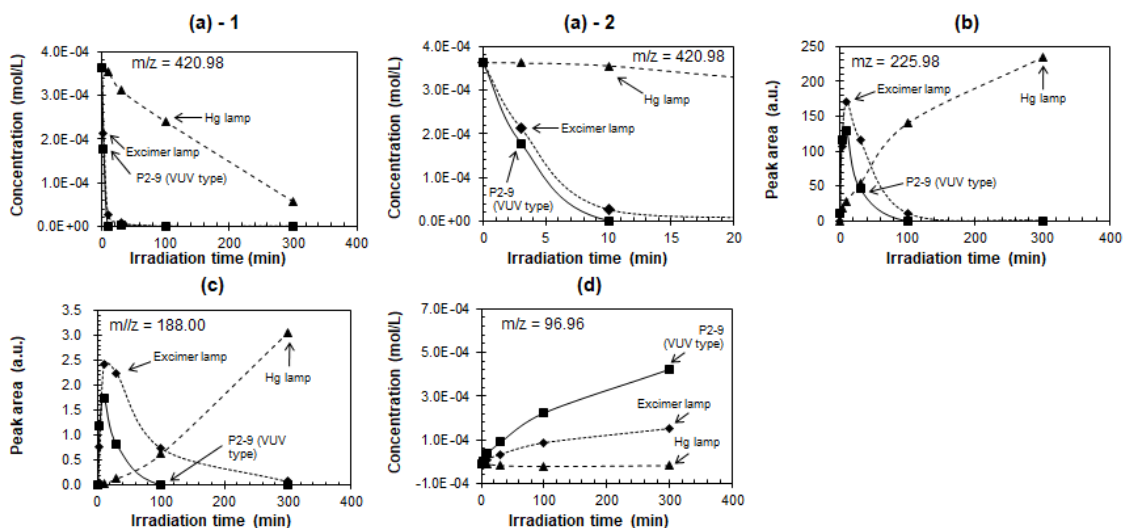 (a) - 1
Concentration (mol/L)
4.0E-04
3.0E-04
2.0E-04
1.0E-04
0.0E+00
m/z = 420.98
Hg lamp
Excimer lamp
P2-9 (VUV type)
0
100
200
300
400
Irradiation time (min)
(a) - 2
Concentration (mol/L)
4.0E-04
3.0E-04
2.0E-04
1.0E-04
0.0E+00
m/z = 420.98
Hg lamp
Excimer lamp
P2-9
(VUV type)
0
5
10
15
20
Irradiation time (min)
(b)
Peak area (a.u.)
250
200
150
100
50
0
mz = 225.98
Excimer lamp
Hg lamp
P2-9 (VUV type)
0
100
200
300
400
Irradiation time (min)
(c)
Peak area (a.u.)
3.5
3.0
2.5
2.0
1.5
1.0
0.5
0.0
m//z = 188.00
Excimer lamp
Hg lamp
P2-9 (VUV
type)
0
100
200
300
400
Irradiation time (min)
(d)
Concentration (mol/L)
7.0E-04
5.0E-04
3.0E-04
1.0E-04
-1.0E-04
m/z = 96.96
P2-9
(VUV type)
Excimer lamp
Hg lamp
0
100
200
300
400
Irradiation time (min)